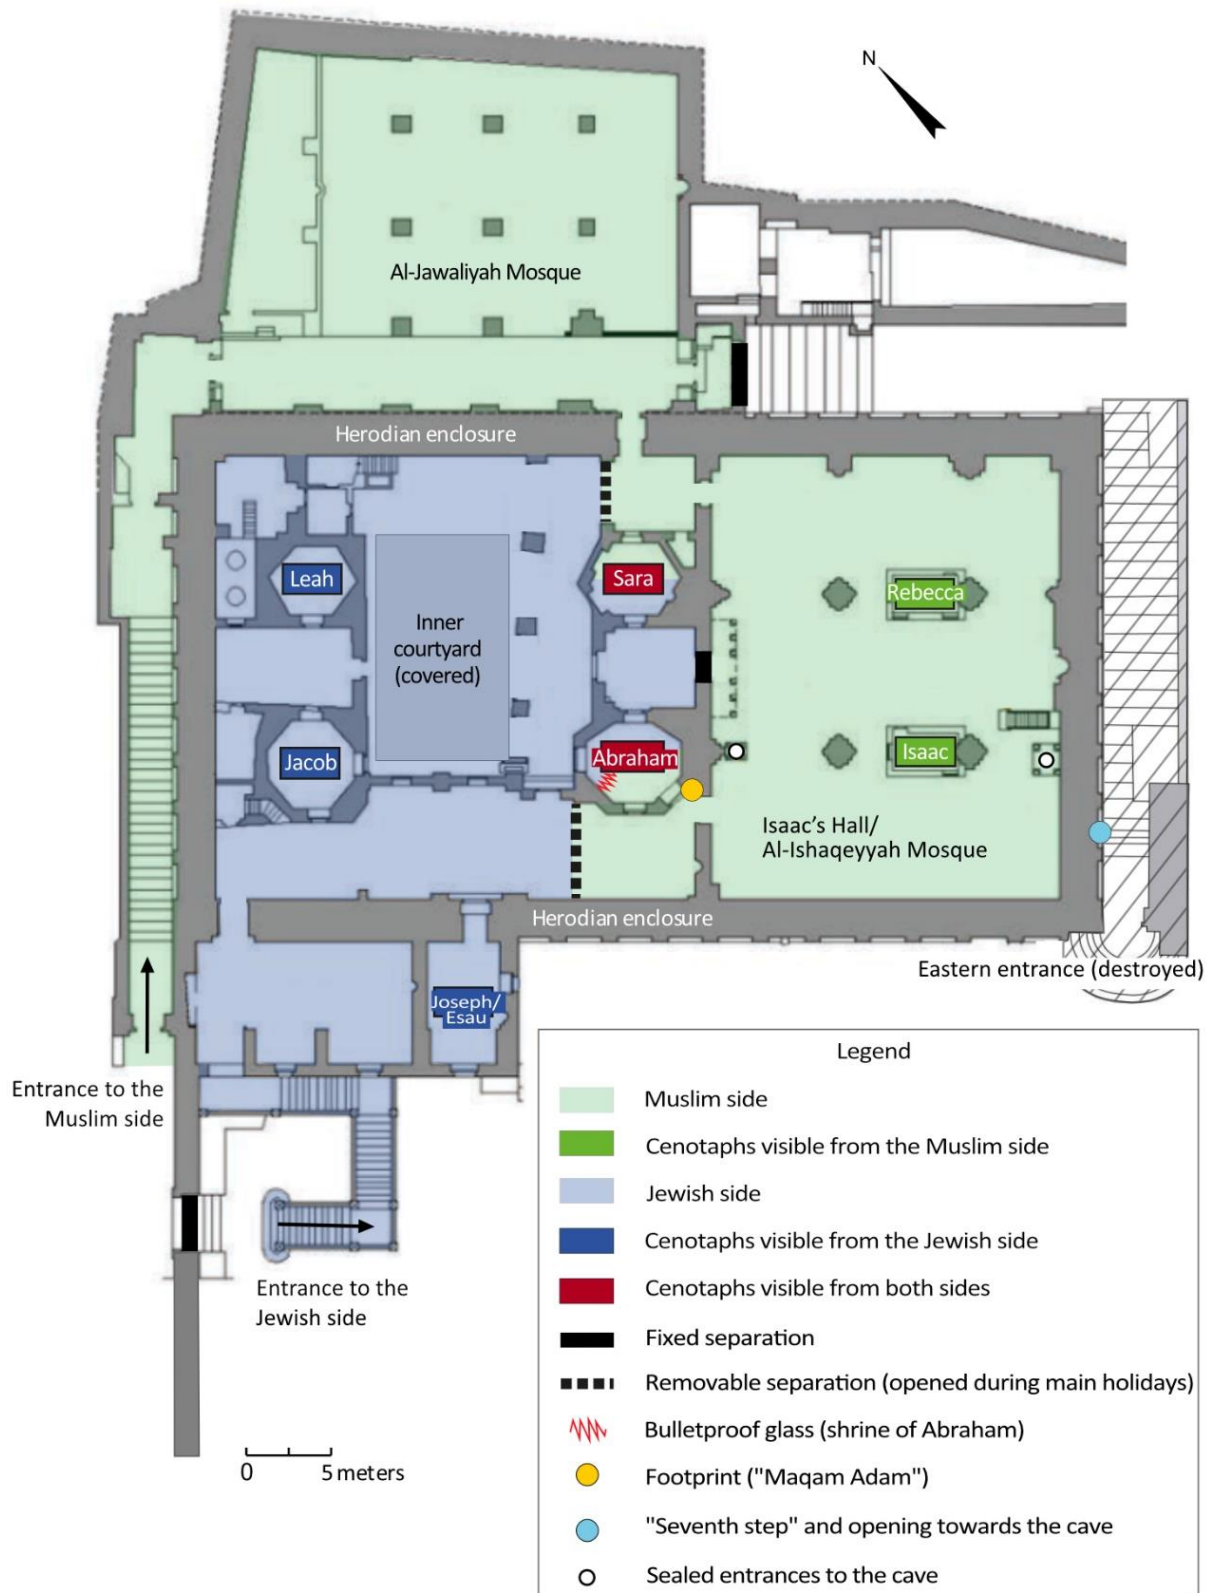 N
Al-Jawaliyah Mosque
Herodian enclosure
Leah
Sara
Rebecca
Inner
courtyard
(covered)
Jacob
Abraham
Isaac
Isaac's Hall/
Al-Ishaqeyyah Mosque
Herodian enclosure
Eastern entrance (destroyed)
Joseph/
Esau
Entrance to the
Muslim side
Entrance to the
Jewish side
0 5 meters
Legend
Muslim side
Cenotaphs visible from the Muslim side
Jewish side
Cenotaphs visible from the Jewish side
Cenotaphs visible from both sides
Fixed separation
Removable separation (opened during main holidays)
Bulletproof glass (shrine of Abraham)
Footprint ("Maqam Adam")
"Seventh step" and opening towards the cave
Sealed entrances to the cave